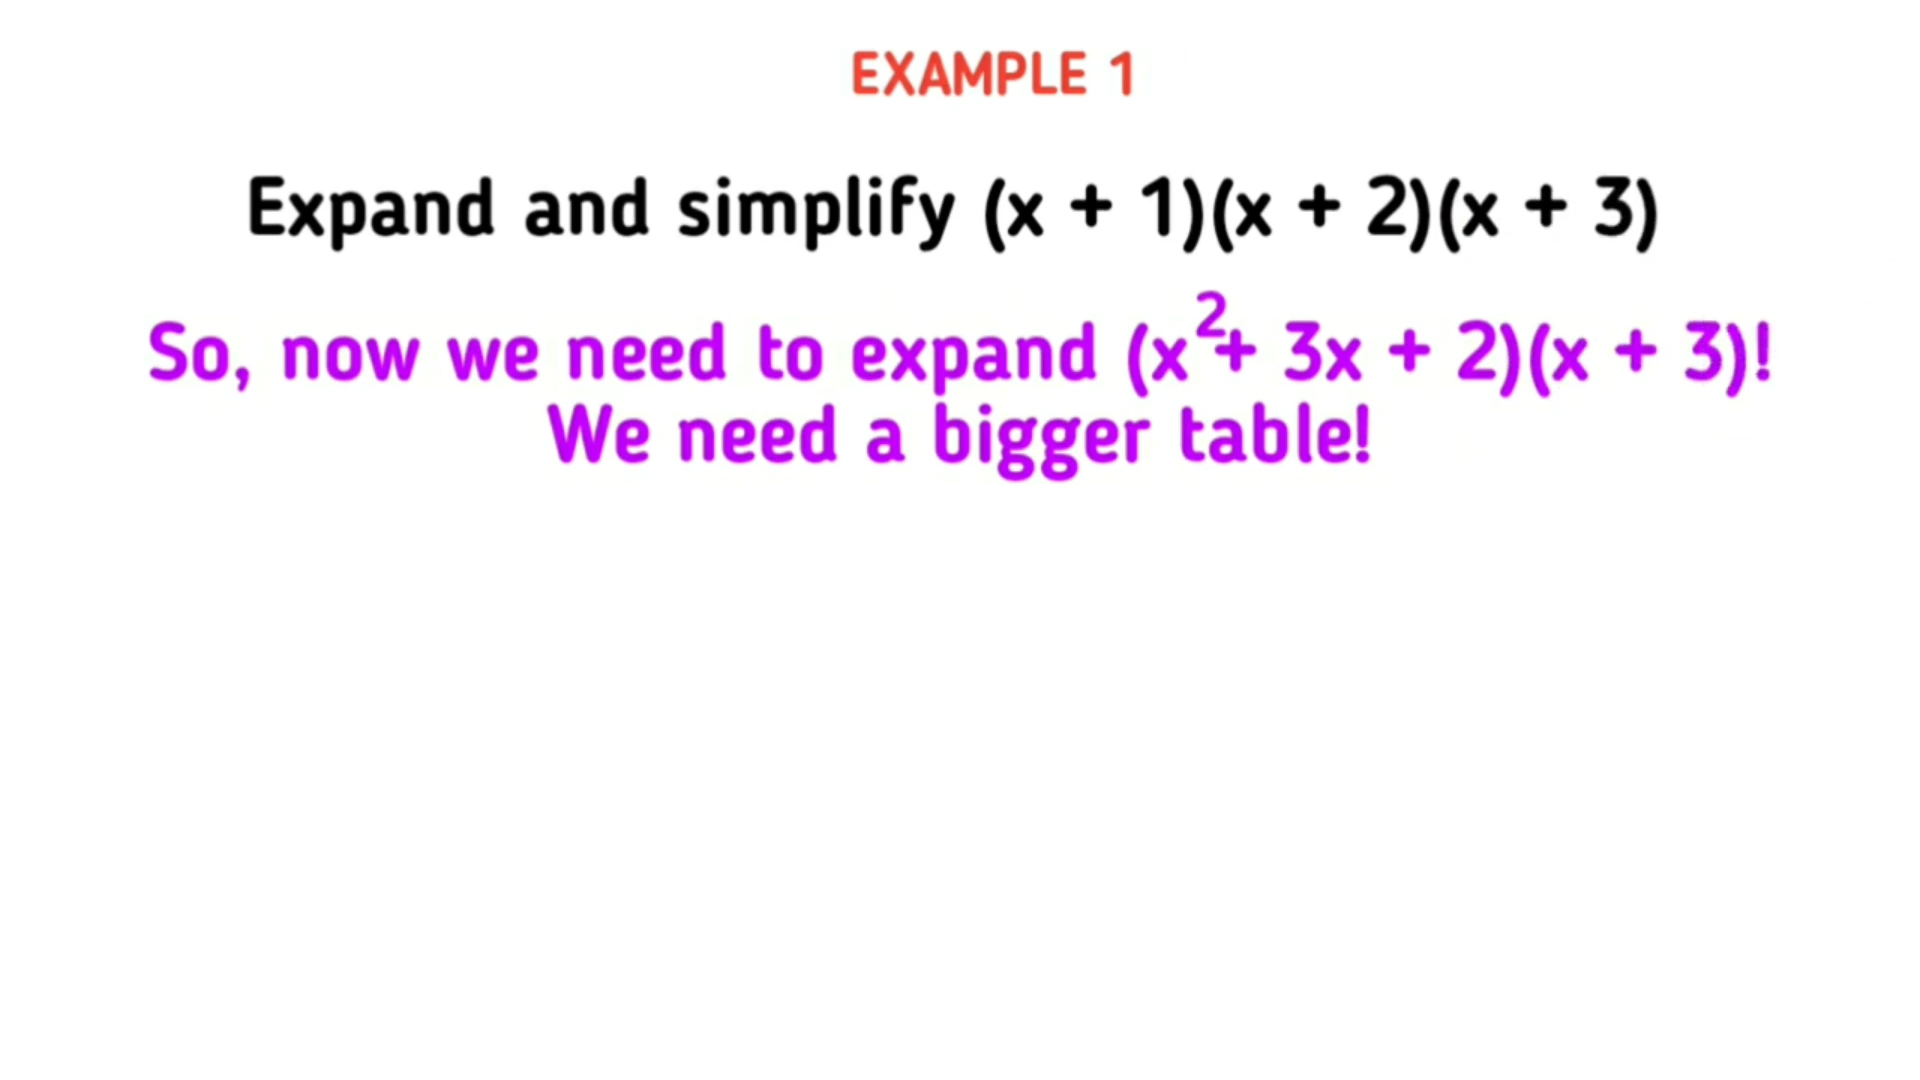 EXAMPLE 1
Expand and simplify (x + 1)(x + 2)(x + 3)
So, now we need to expand (x²+ 3x + 2)(x + 3)!
We need a bigger table!